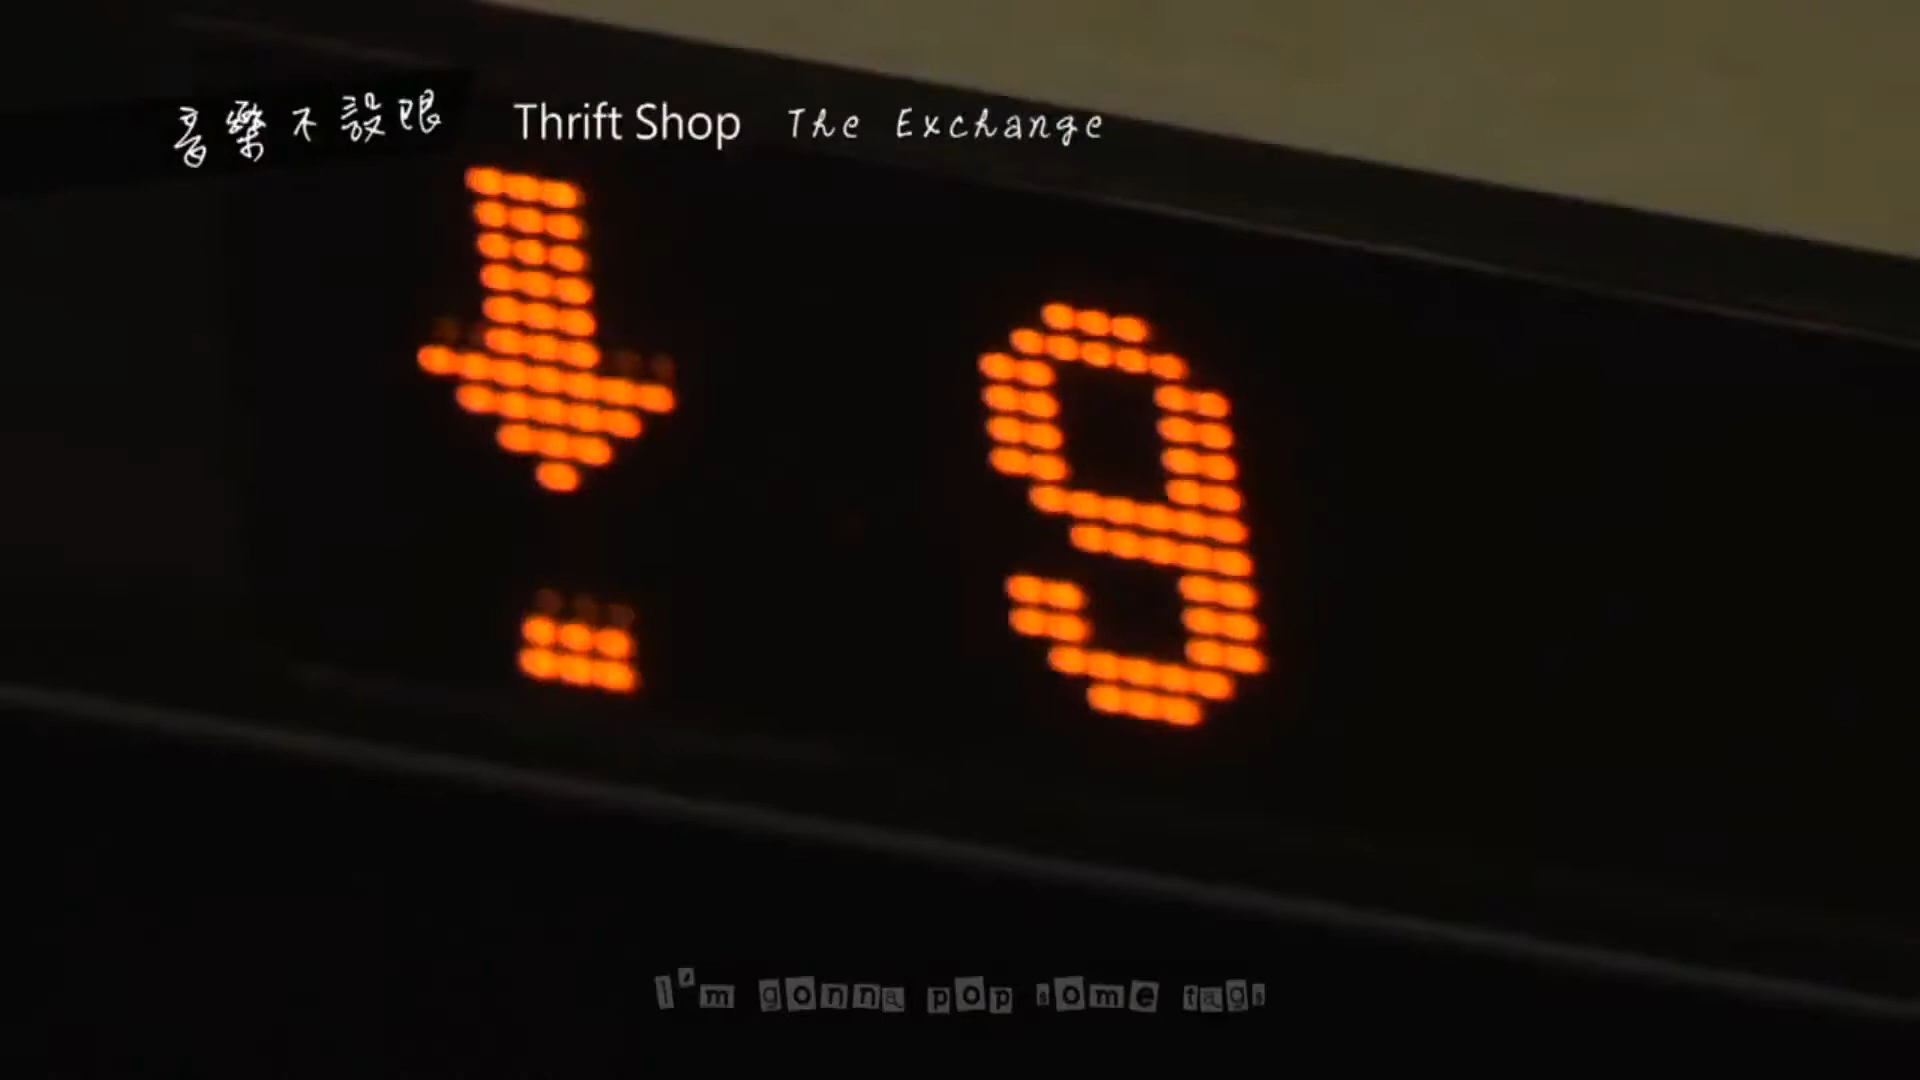 音樂不設限 Thrift Shop The Exchange
9
I'm gonna pop some tags